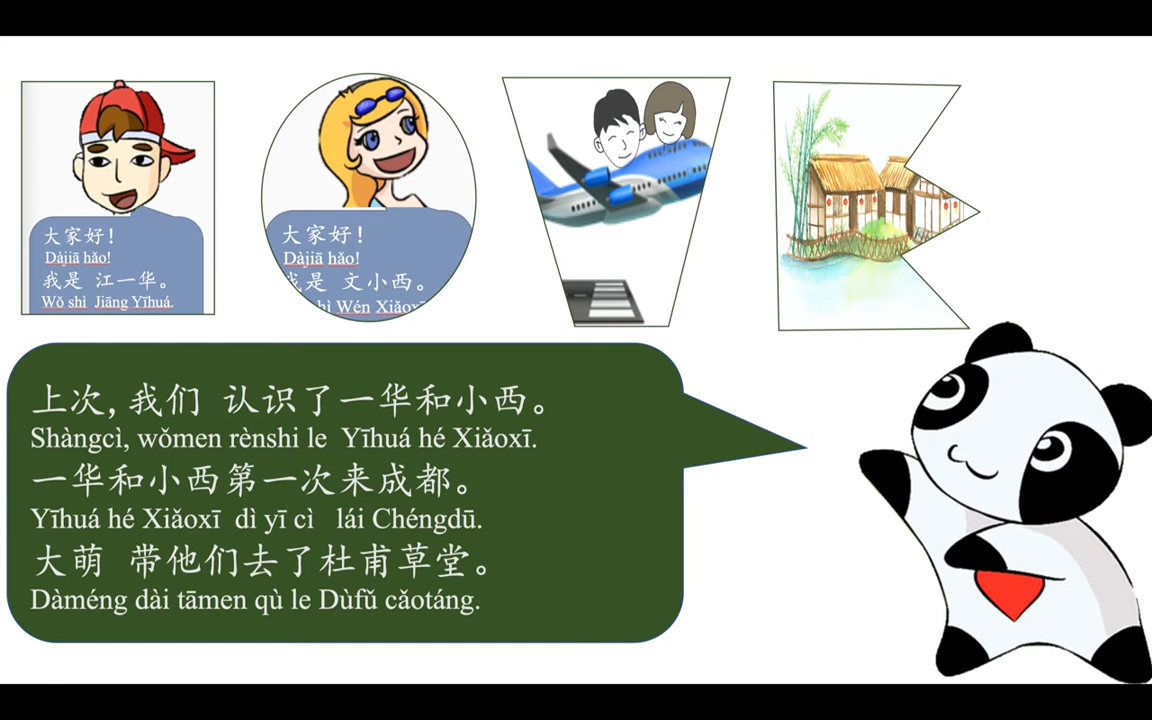 大家好！
Dàjiā hǎo!
我是 江一华。
Wǒ shì Jiāng Yīhuá.
大家好！
Dàjiā hǎo!
是 文小西。
Wén
上次, 我们 认识了一华和小西。
Shàngcì, wǒmen rènshi le Yīhuá hé Xiǎoxī.
一华和小西第一次来成都。
Yīhuá hé Xiǎoxī dì yī cì lái Chéngdū.
大萌 带他们去了杜甫草堂。
Dàméng dài tāmen qù le Dùfǔ cǎotáng.